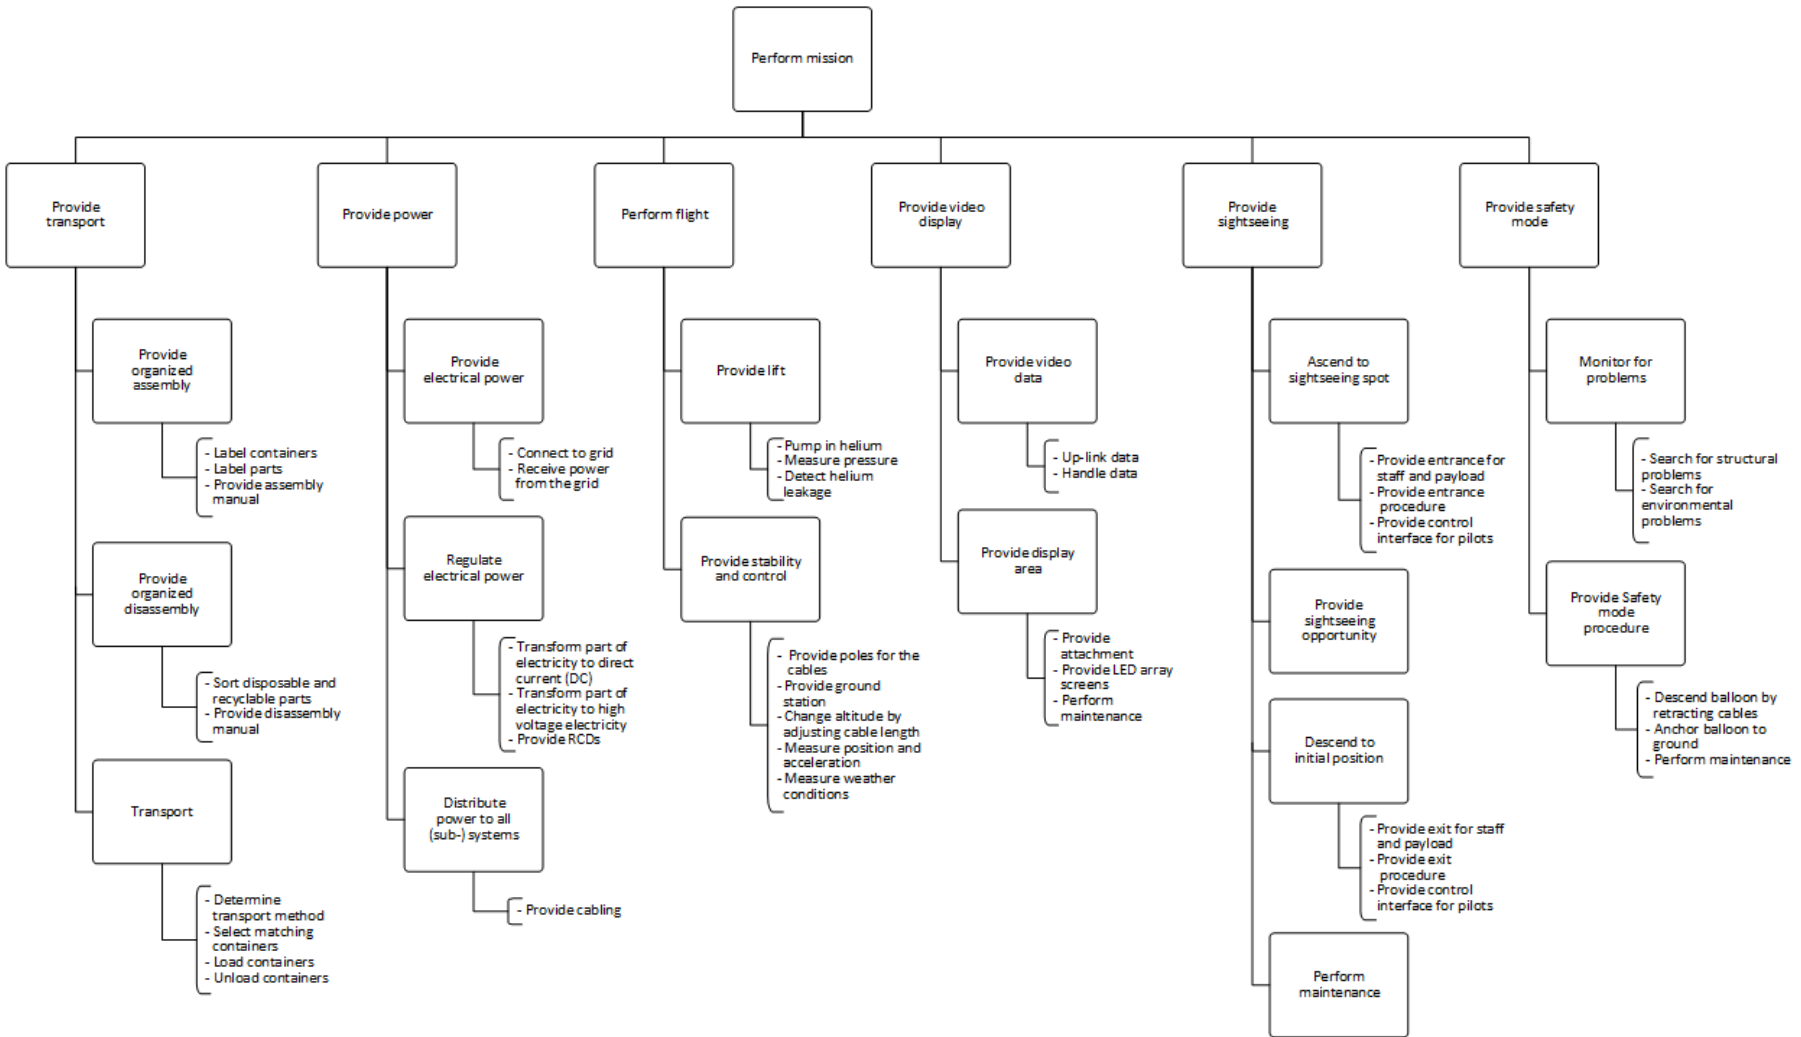 Perform mission
Provide
transport
Provide power
Perform flight
Provide video
display
Provide
sightseeing
Provide safety
mode
Provide
organized
assembly
- Label containers
- Label parts
- Provide assembly
manual
Provide
organized
disassembly
- Sort disposable and
recyclable parts
- Provide disassembly
manual
Transport
- Determine
transport method
- Select matching
containers
- Load containers
- Unload containers
Provide
electrical power
- Connect to grid
- Receive power
from the grid
Regulate
electrical power
- Transform part of
electricity to direct
current (DC)
- Transform part of
electricity to high
voltage electricity
- Provide RCDs
Distribute
power to all
(sub-) systems
- Provide cabling
Provide lift
- Pump in helium
- Measure pressure
- Detect helium
leakage
Provide stability
and control
- Provide poles for the
cables
- Provide ground
station
- Change altitude by
adjusting cable length
- Measure position and
acceleration
- Measure weather
conditions
Provide video
data
- Up-link data
- Handle data
Provide display
area
- Provide
attachment
- Provide LED array
screens
- Perform
maintenance
Ascend to
sightseeing spot
- Provide entrance for
staff and payload
- Provide entrance
procedure
- Provide control
interface for pilots
Provide
sightseeing
opportunity
Descend to
initial position
- Provide exit for staff
and payload
- Provide exit
procedure
- Provide control
interface for pilots
Perform
maintenance
Monitor for
problems
- Search for structural
problems
- Search for
environmental
problems
Provide Safety
mode
procedure
- Descend balloon by
retracting cables
- Anchor balloon to
ground
- Perform maintenance